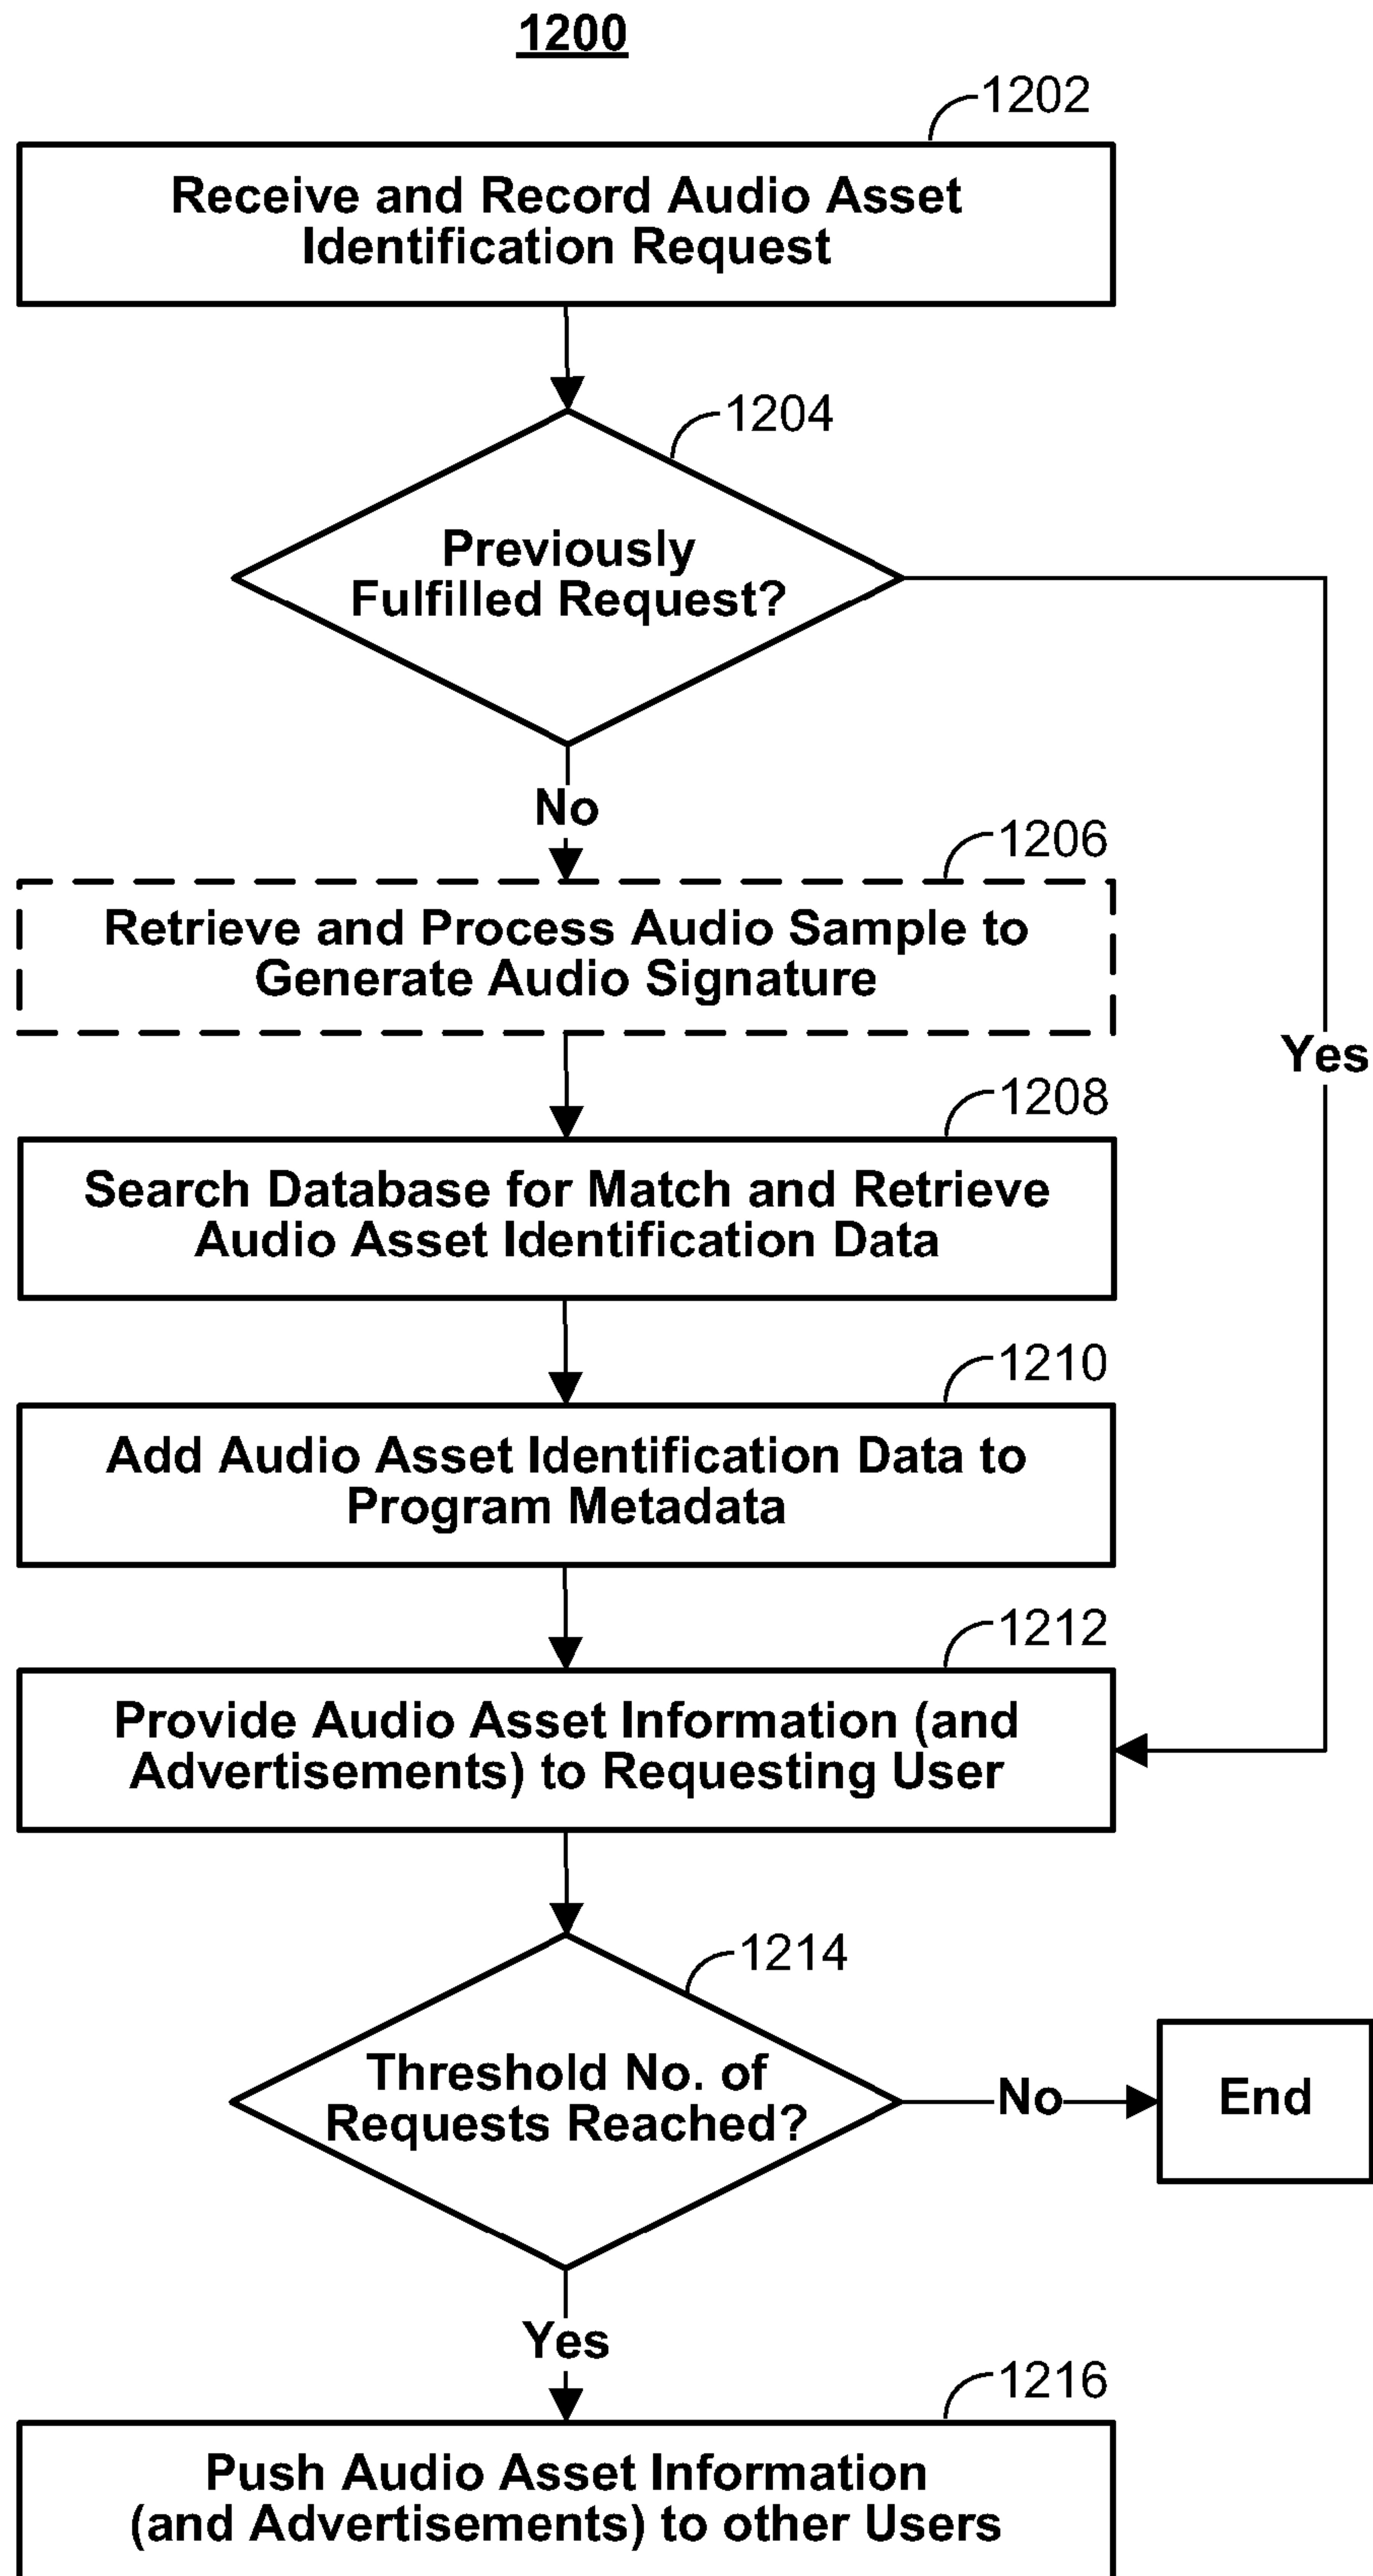 1200
1202
Receive and Record Audio Asset
Identification Request
1204
Previously
Fulfilled Request?
No
1206
Retrieve and Process Audio Sample to
Generate Audio Signature
Yes
1208
Search Database for Match and Retrieve
Audio Asset Identification Data
1210
Add Audio Asset Identification Data to
Program Metadata
1212
Provide Audio Asset Information (and
Advertisements) to Requesting User
1214
Threshold No. of
Requests Reached?
No
End
Yes
1216
Push Audio Asset Information
(and Advertisements) to other Users